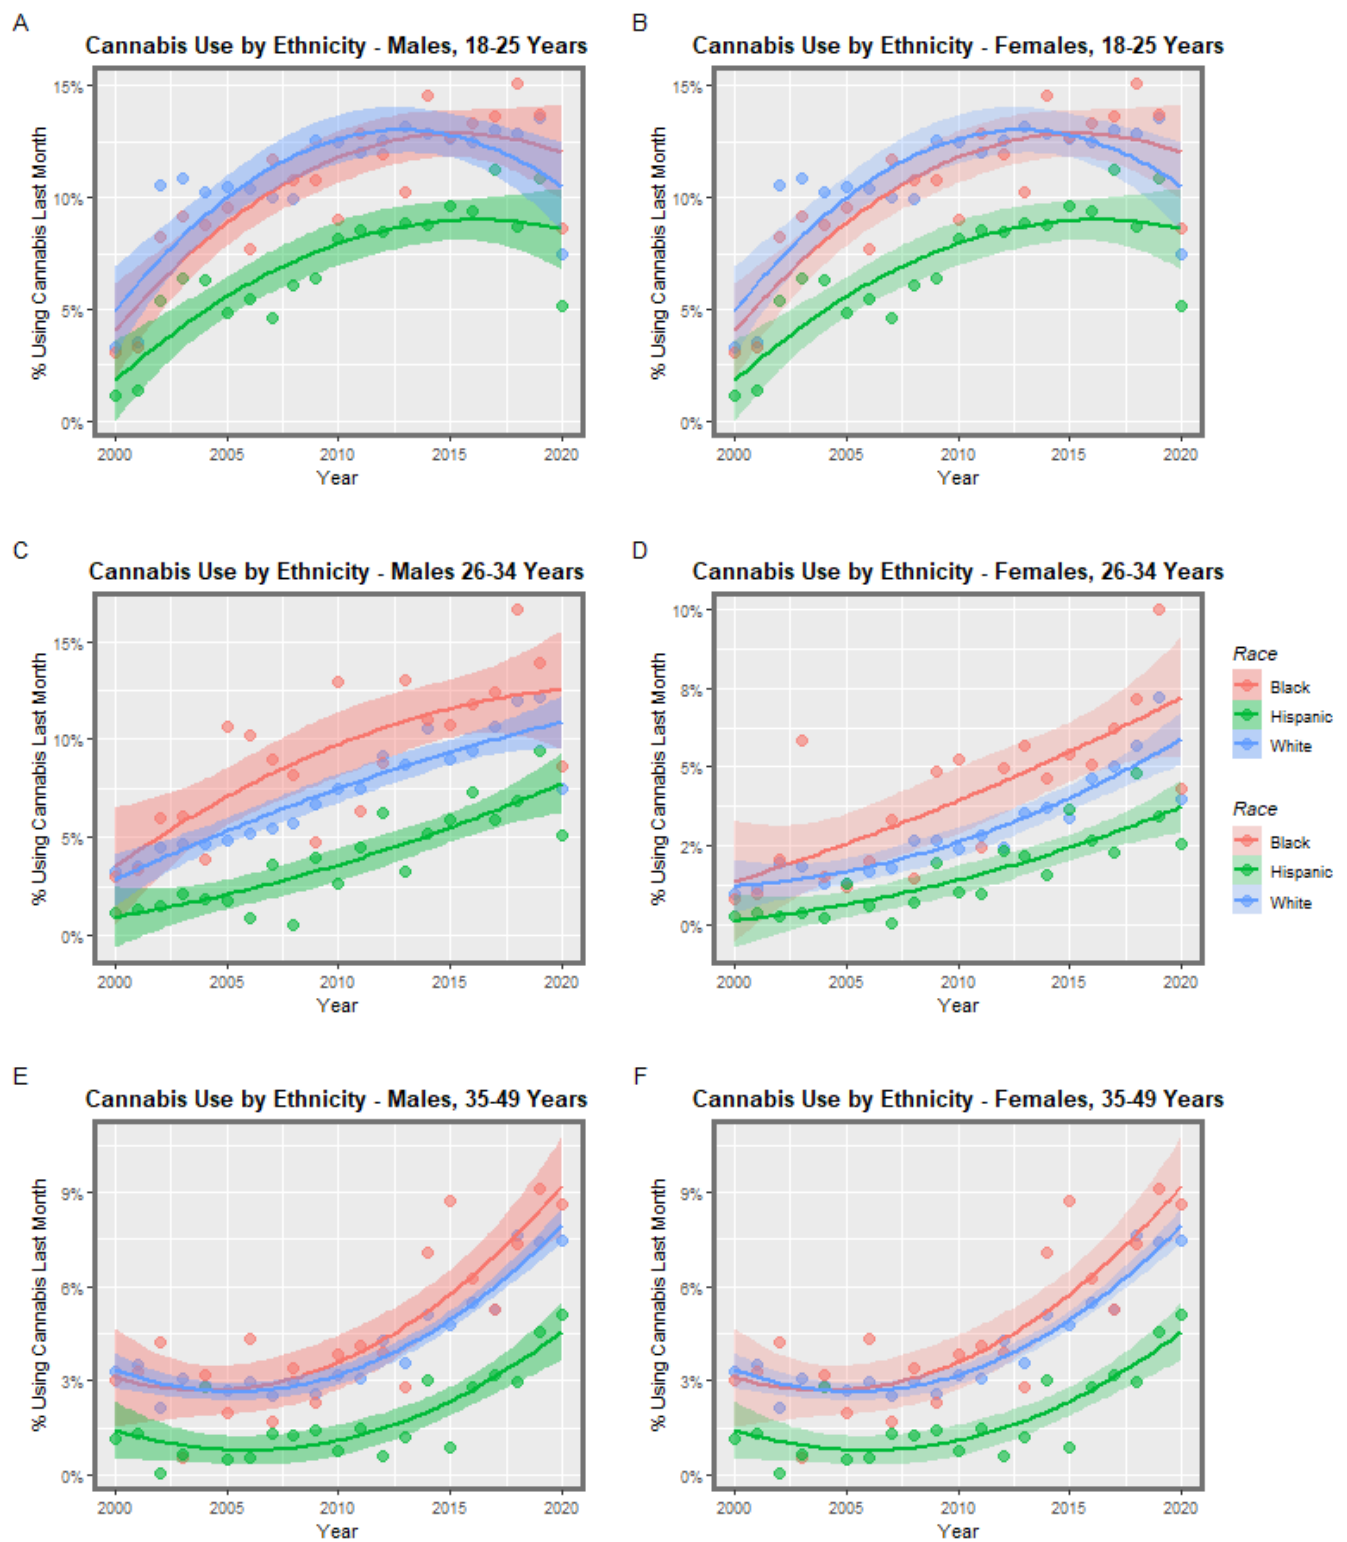 A
Cannabis Use by Ethnicity - Males, 18-25 Years
% Using Cannabis Last Month
15%
10%
5%
0%
2000 2005 2010 2015 2020
Year
B
Cannabis Use by Ethnicity - Females, 18-25 Years
% Using Cannabis Last Month
15%
10%
5%
0%
2000 2005 2010 2015 2020
Year
C
Cannabis Use by Ethnicity - Males 26-34 Years
% Using Cannabis Last Month
15%
10%
5%
0%
2000 2005 2010 2015 2020
Year
D
Cannabis Use by Ethnicity - Females, 26-34 Years
% Using Cannabis Last Month
10%
8%
5%
2%
0%
2000 2005 2010 2015 2020
Year
Race
Black
Hispanic
White
Race
Black
Hispanic
White
E
Cannabis Use by Ethnicity - Males, 35-49 Years
% Using Cannabis Last Month
9%
6%
3%
0%
2000 2005 2010 2015 2020
Year
F
Cannabis Use by Ethnicity - Females, 35-49 Years
% Using Cannabis Last Month
9%
6%
3%
0%
2000 2005 2010 2015 2020
Year